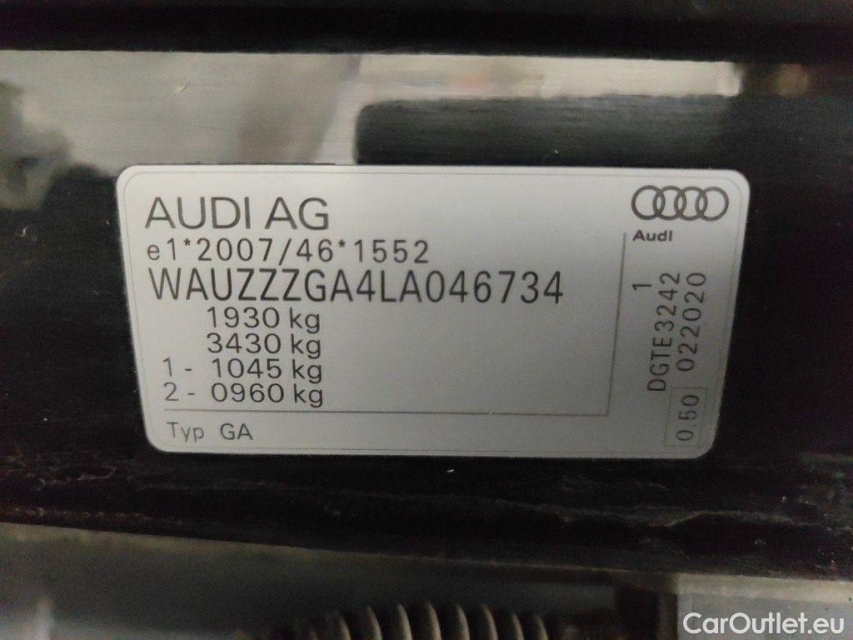 AUDI AG
e1*2007/46*1552
WAUZZZGA4LA046734
1930 kg
3430 kg
1 - 1045 kg
2 - 0960 kg
Typ GA
Audi
DGTE3242 1
022020
0.50
CarOutlet.eu